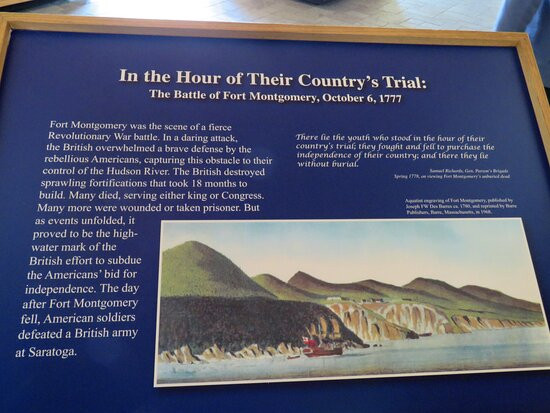 In the Hour of Their Country's Trial:
The Battle of Fort Montgomery, October 6, 1777
Fort Montgomery was the scene of a fierce
Revolutionary War battle. In a daring attack,
the British overwhelmed a brave defense by the
rebellious Americans, capturing this obstacle to their
control of the Hudson River. The British destroyed
sprawling fortifications that took 18 months to
build. Many died, serving either king or Congress.
Many more were wounded or taken prisoner. But
as events unfolded, it
proved to be the high-
water mark of the
British effort to subdue
the Americans' bid for
independence. The day
after Fort Montgomery
fell, American soldiers
defeated a British army
at Saratoga.
There lie the youth who stood in the hour of their
country's trial; they fought and fell to purchase the
independence of their country; and there they lie
without burial.
Samuel Richards, Gen. Parson's Brigade
Spring 1778, on viewing Fort Montgomery's unburied dead
Aquatint engraving of Fort Montgomery, published by
Joseph FW Des Barres ca. 1780, and reprinted by Barre
Publishers, Barre, Massachusetts, in 1968.